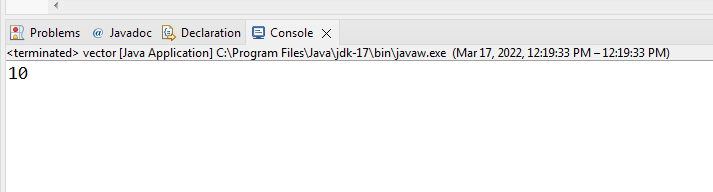 Problems @ Javadoc Declaration Console
<terminated> vector [Java Application] C:\Program Files\Java\jdk-17\bin\javaw.exe (Mar 17, 2022, 12:19:33 PM – 12:19:33 PM)
10